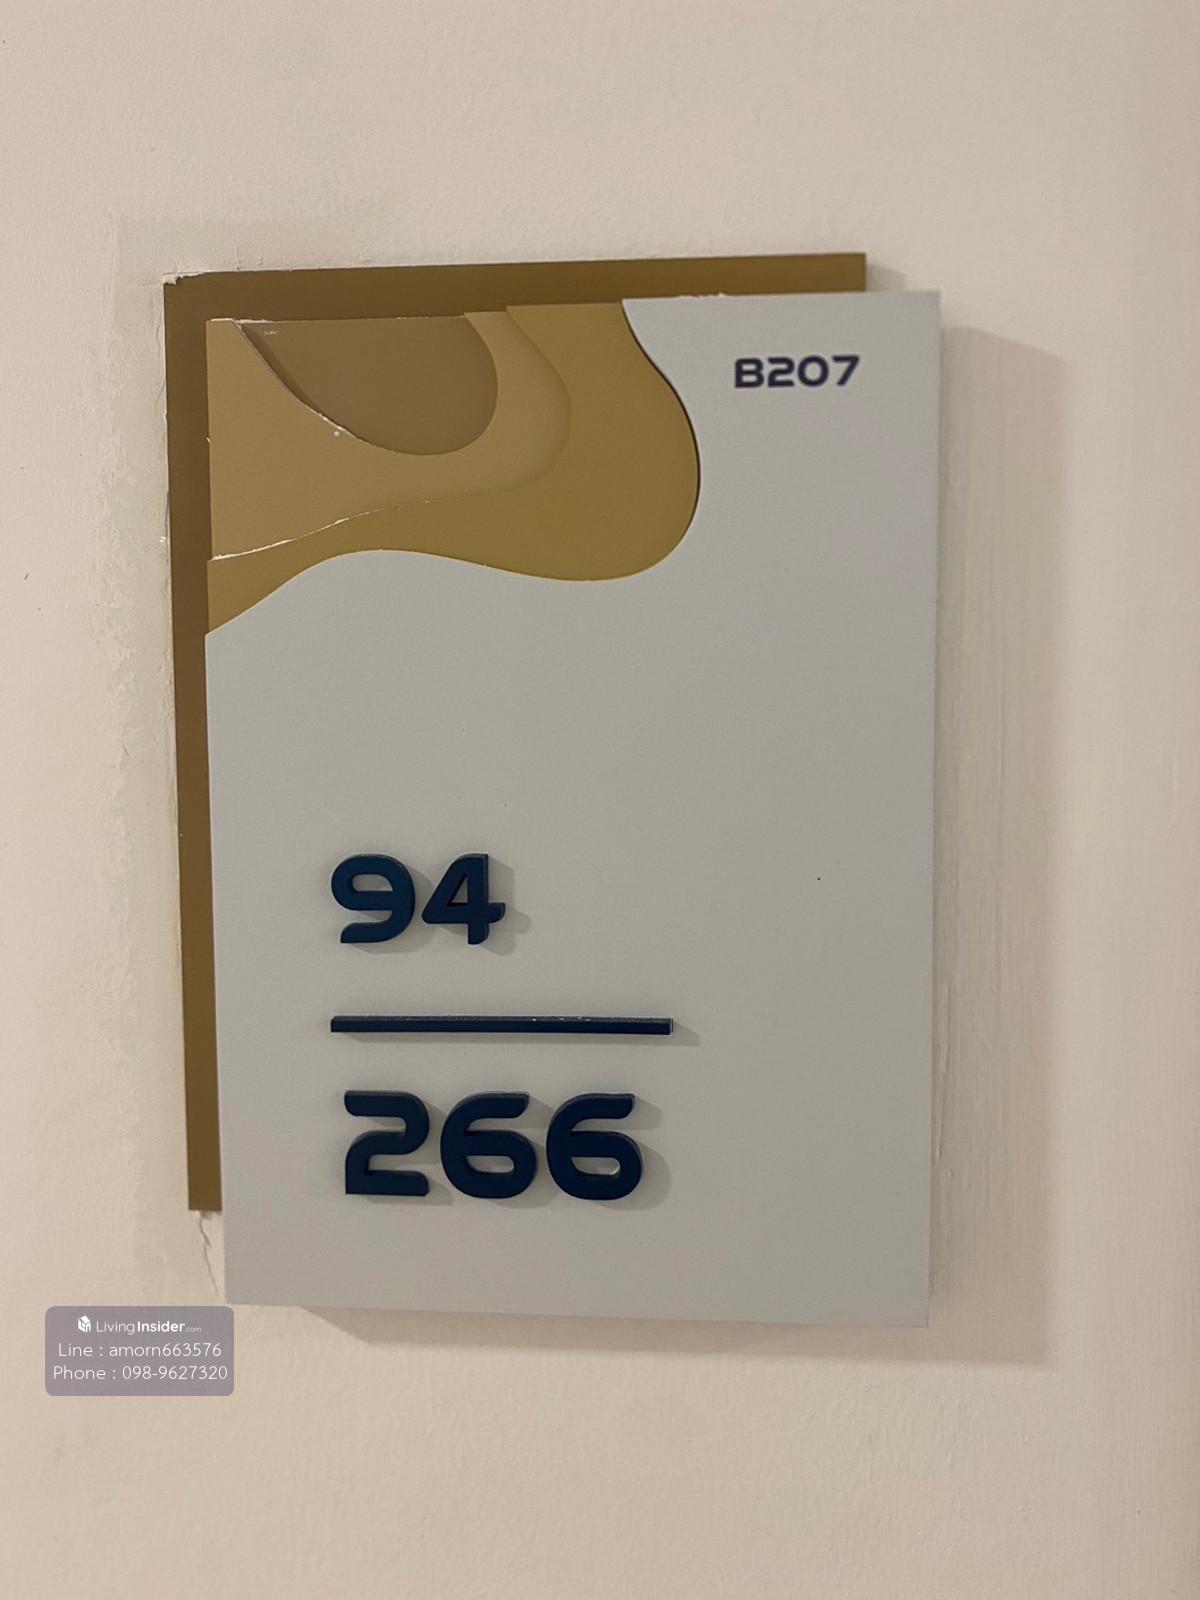 B207
94
266
LivingInsider.com
Line : amorn663576
Phone : 098-9627320